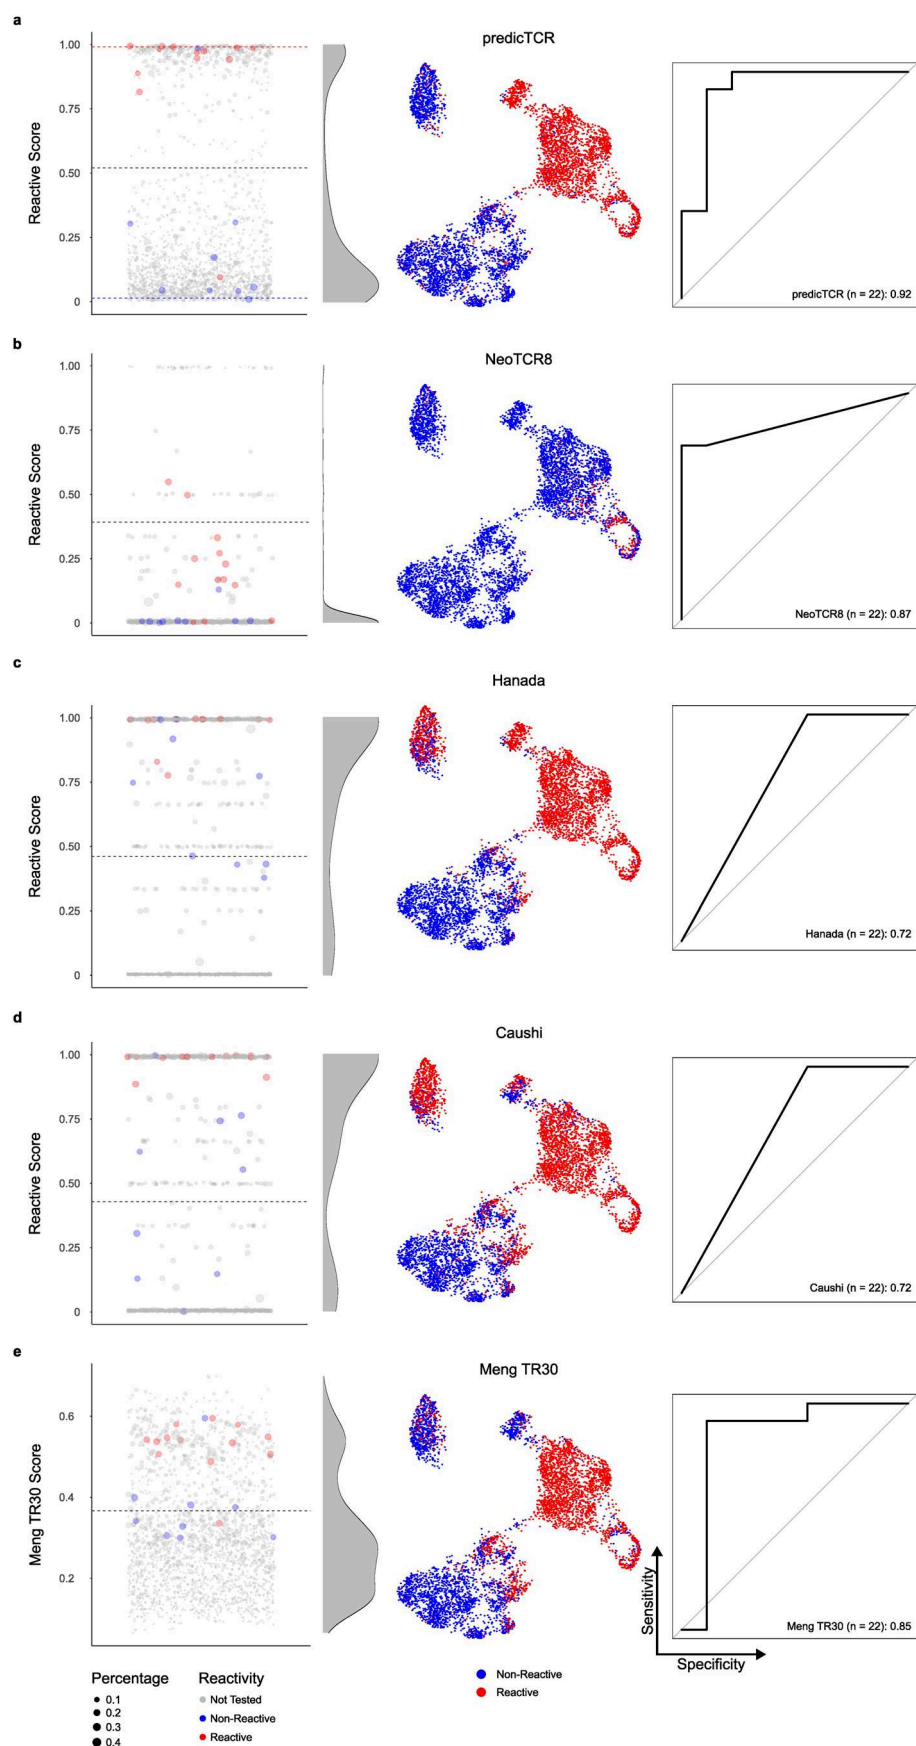 a
predicTCR
Reactive Score
1.00
0.75
0.50
0.25
0
predicTCR (n = 22): 0.92
b
NeoTCR8
Reactive Score
1.00
0.75
0.50
0.25
0
NeoTCR8 (n = 22): 0.87
c
Hanada
Reactive Score
1.00
0.75
0.50
0.25
0
Hanada (n = 22): 0.72
d
Caushi
Reactive Score
1.00
0.75
0.50
0.25
0
Caushi (n = 22): 0.72
e
Meng TR30
Meng TR30 Score
0.6
0.4
0.2
Meng TR30 (n = 22): 0.85
Sensitivity
Specificity
Percentage
0.1
0.2
0.3
0.4
Reactivity
Not Tested
Non-Reactive
Reactive
Non-Reactive
Reactive